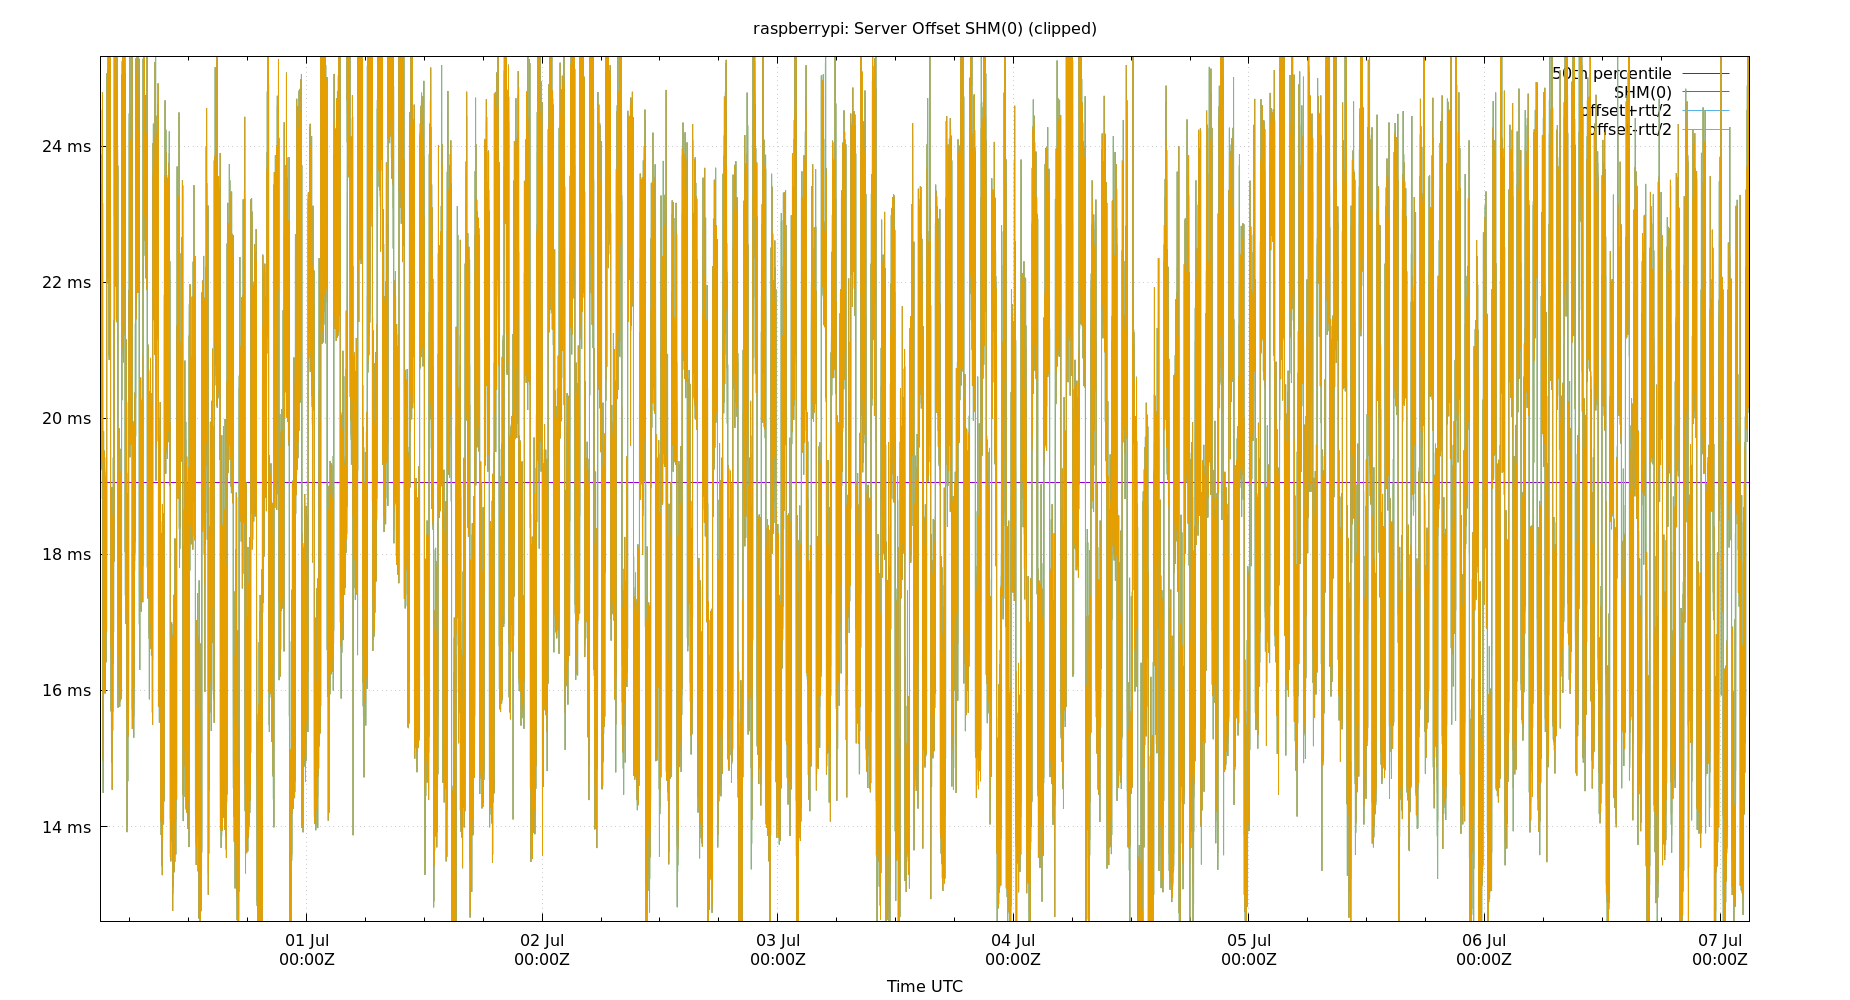 raspberrypi: Server Offset SHM(0) (clipped)
50th percentile
SHM(0)
offset+rtt/2
offset-rtt/2
24 ms
22 ms
20 ms
18 ms
16 ms
14 ms
01 Jul 02 Jul 03 Jul 04 Jul 05 Jul 06 Jul 07 Jul
00:00Z 00:00Z 00:00Z 00:00Z 00:00Z 00:00Z 00:00Z
Time UTC